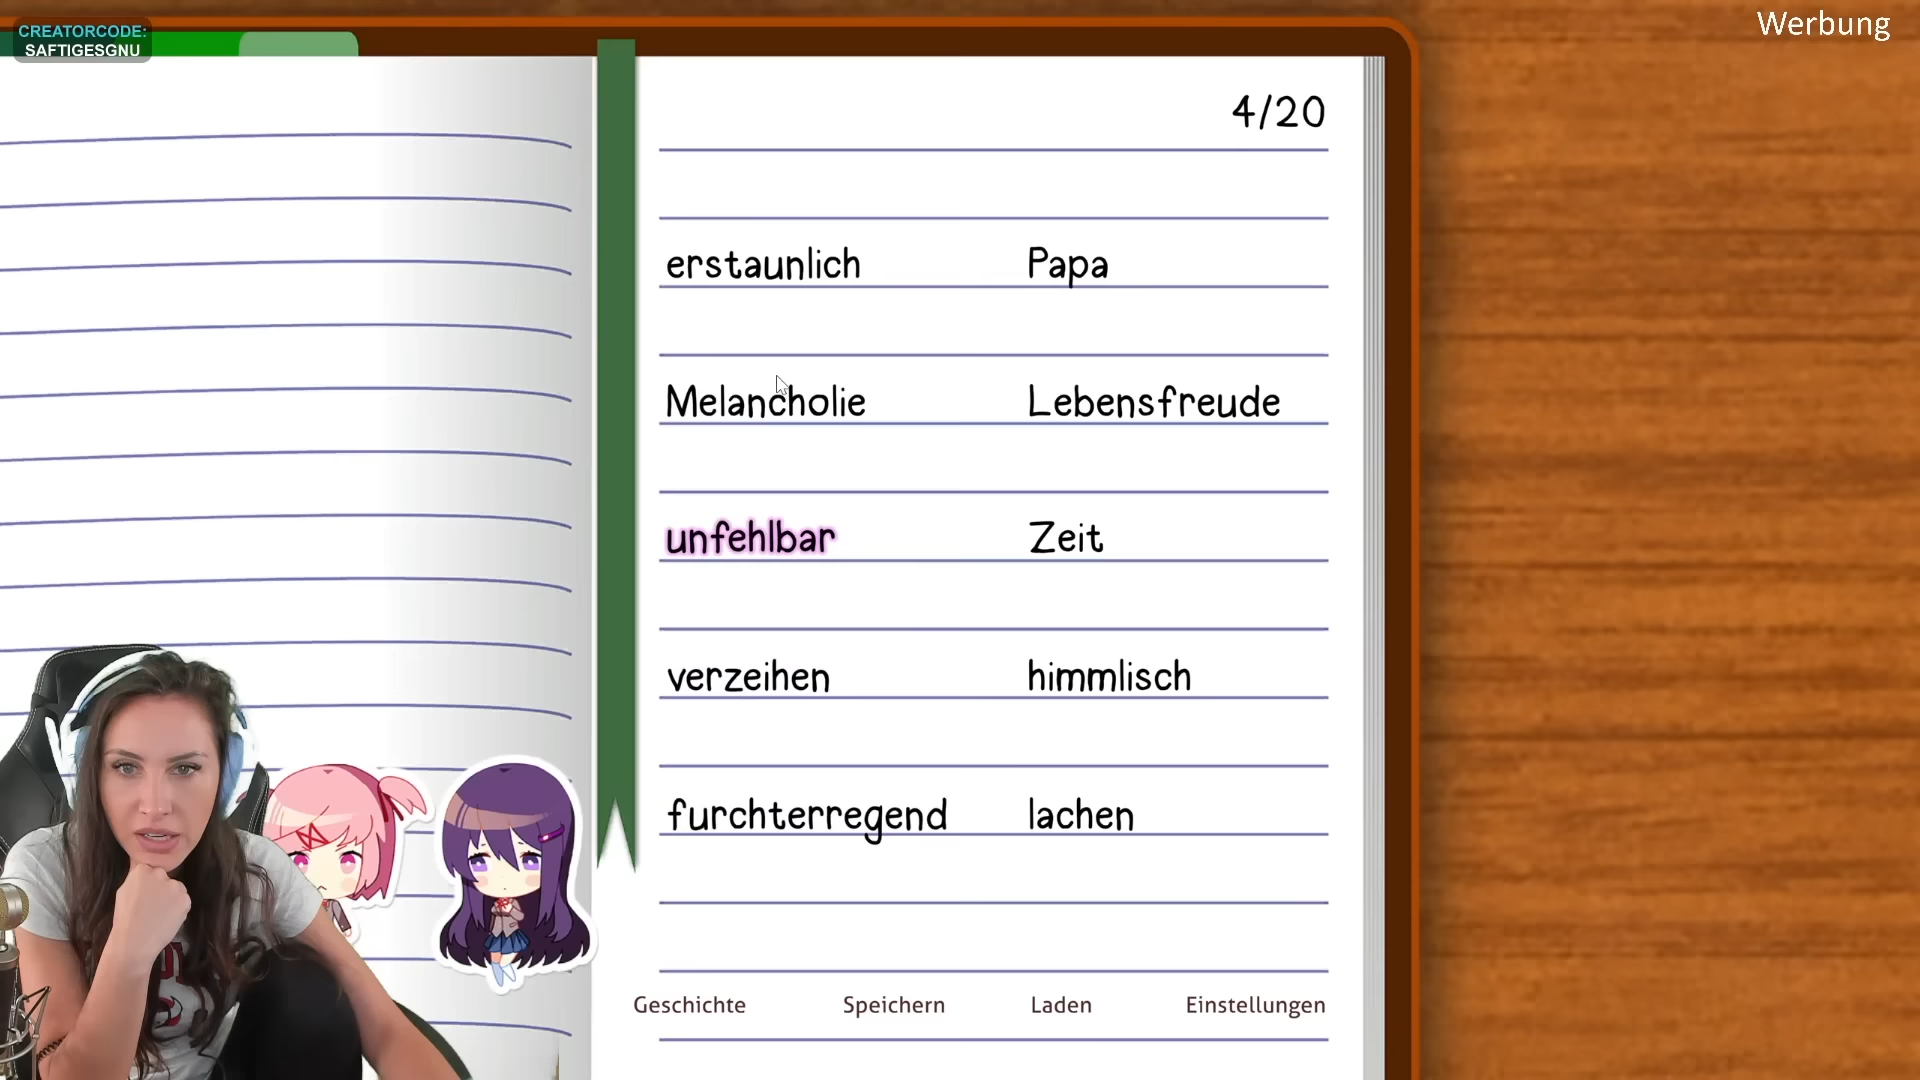 CREATORCODE:
SAFTIGESGNU
Werbung
4/20
erstaunlich Papa
Melancholie Lebensfreude
unfehlbar Zeit
verzeihen himmlisch
furchterregend lachen
Geschichte Speichern Laden Einstellungen